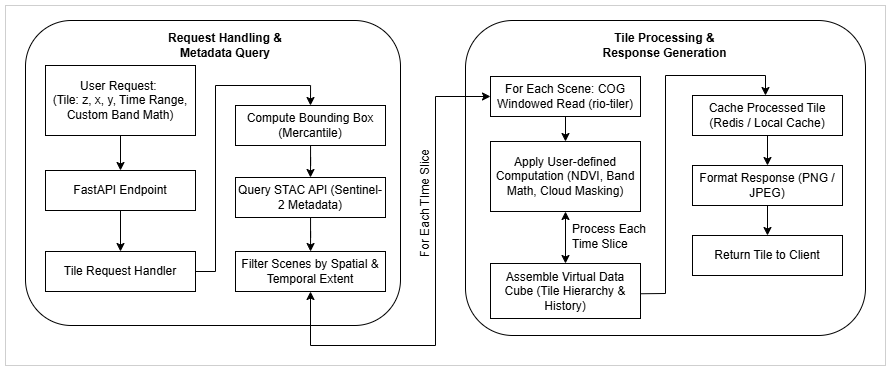 Request Handling &
Metadata Query
User Request:
(Tile: z, x, y, Time Range,
Custom Band Math)
FastAPI Endpoint
Tile Request Handler
Compute Bounding Box
(Mercantile)
Query STAC API (Sentinel-
2 Metadata)
Filter Scenes by Spatial &
Temporal Extent
For Each TIme Slice
Tile Processing &
Response Generation
For Each Scene: COG
Windowed Read (rio-tiler)
Apply User-defined
Computation (NDVI, Band
Math, Cloud Masking)
Process Each
Time Slice
Assemble Virtual Data
Cube (Tile Hierarchy &
History)
Cache Processed Tile
(Redis / Local Cache)
Format Response (PNG /
JPEG)
Return Tile to Client